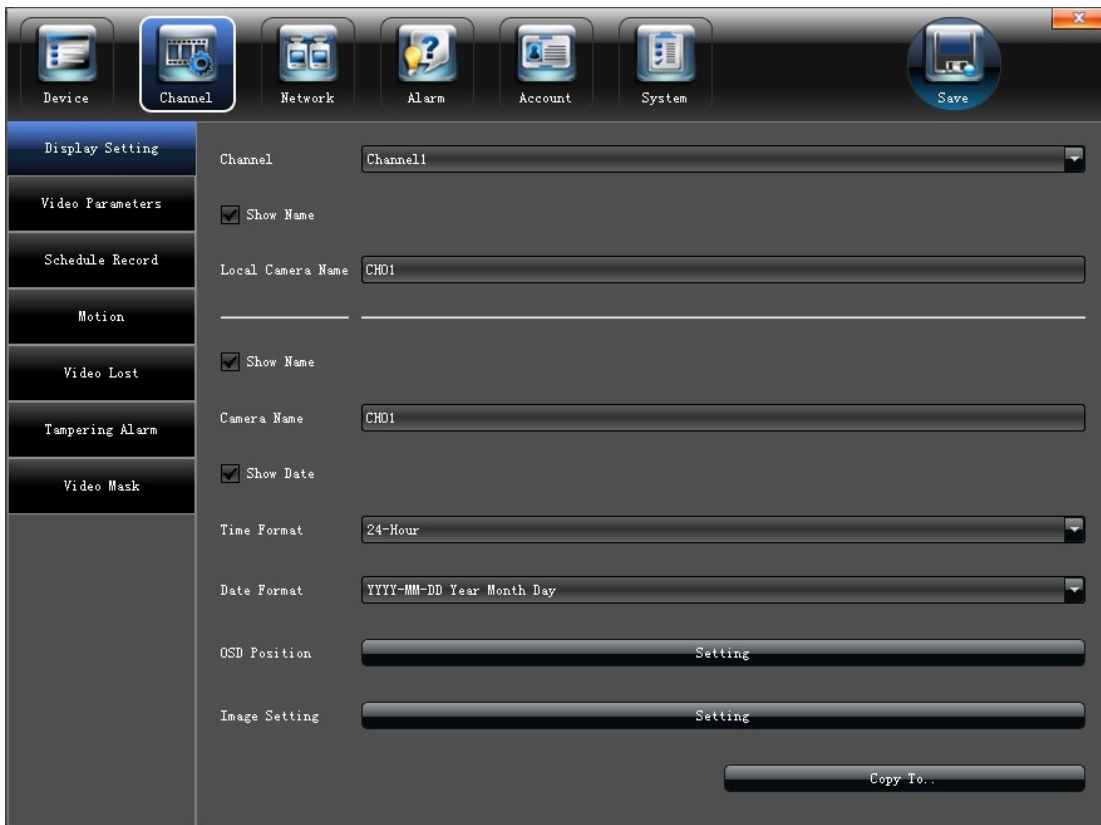 Device
Channel
Network
Alarm
Account
System
Save
Display Setting
Video Parameters
Schedule Record
Motion
Video Lost
Tampering Alarm
Video Mask
Channel Channel1
Show Name
Local Camera Name CH01
Show Name
Camera Name CH01
Show Date
Time Format 24-Hour
Date Format YYYY-MM-DD Year Month Day
OSD Position Setting
Image Setting Setting
Copy To..